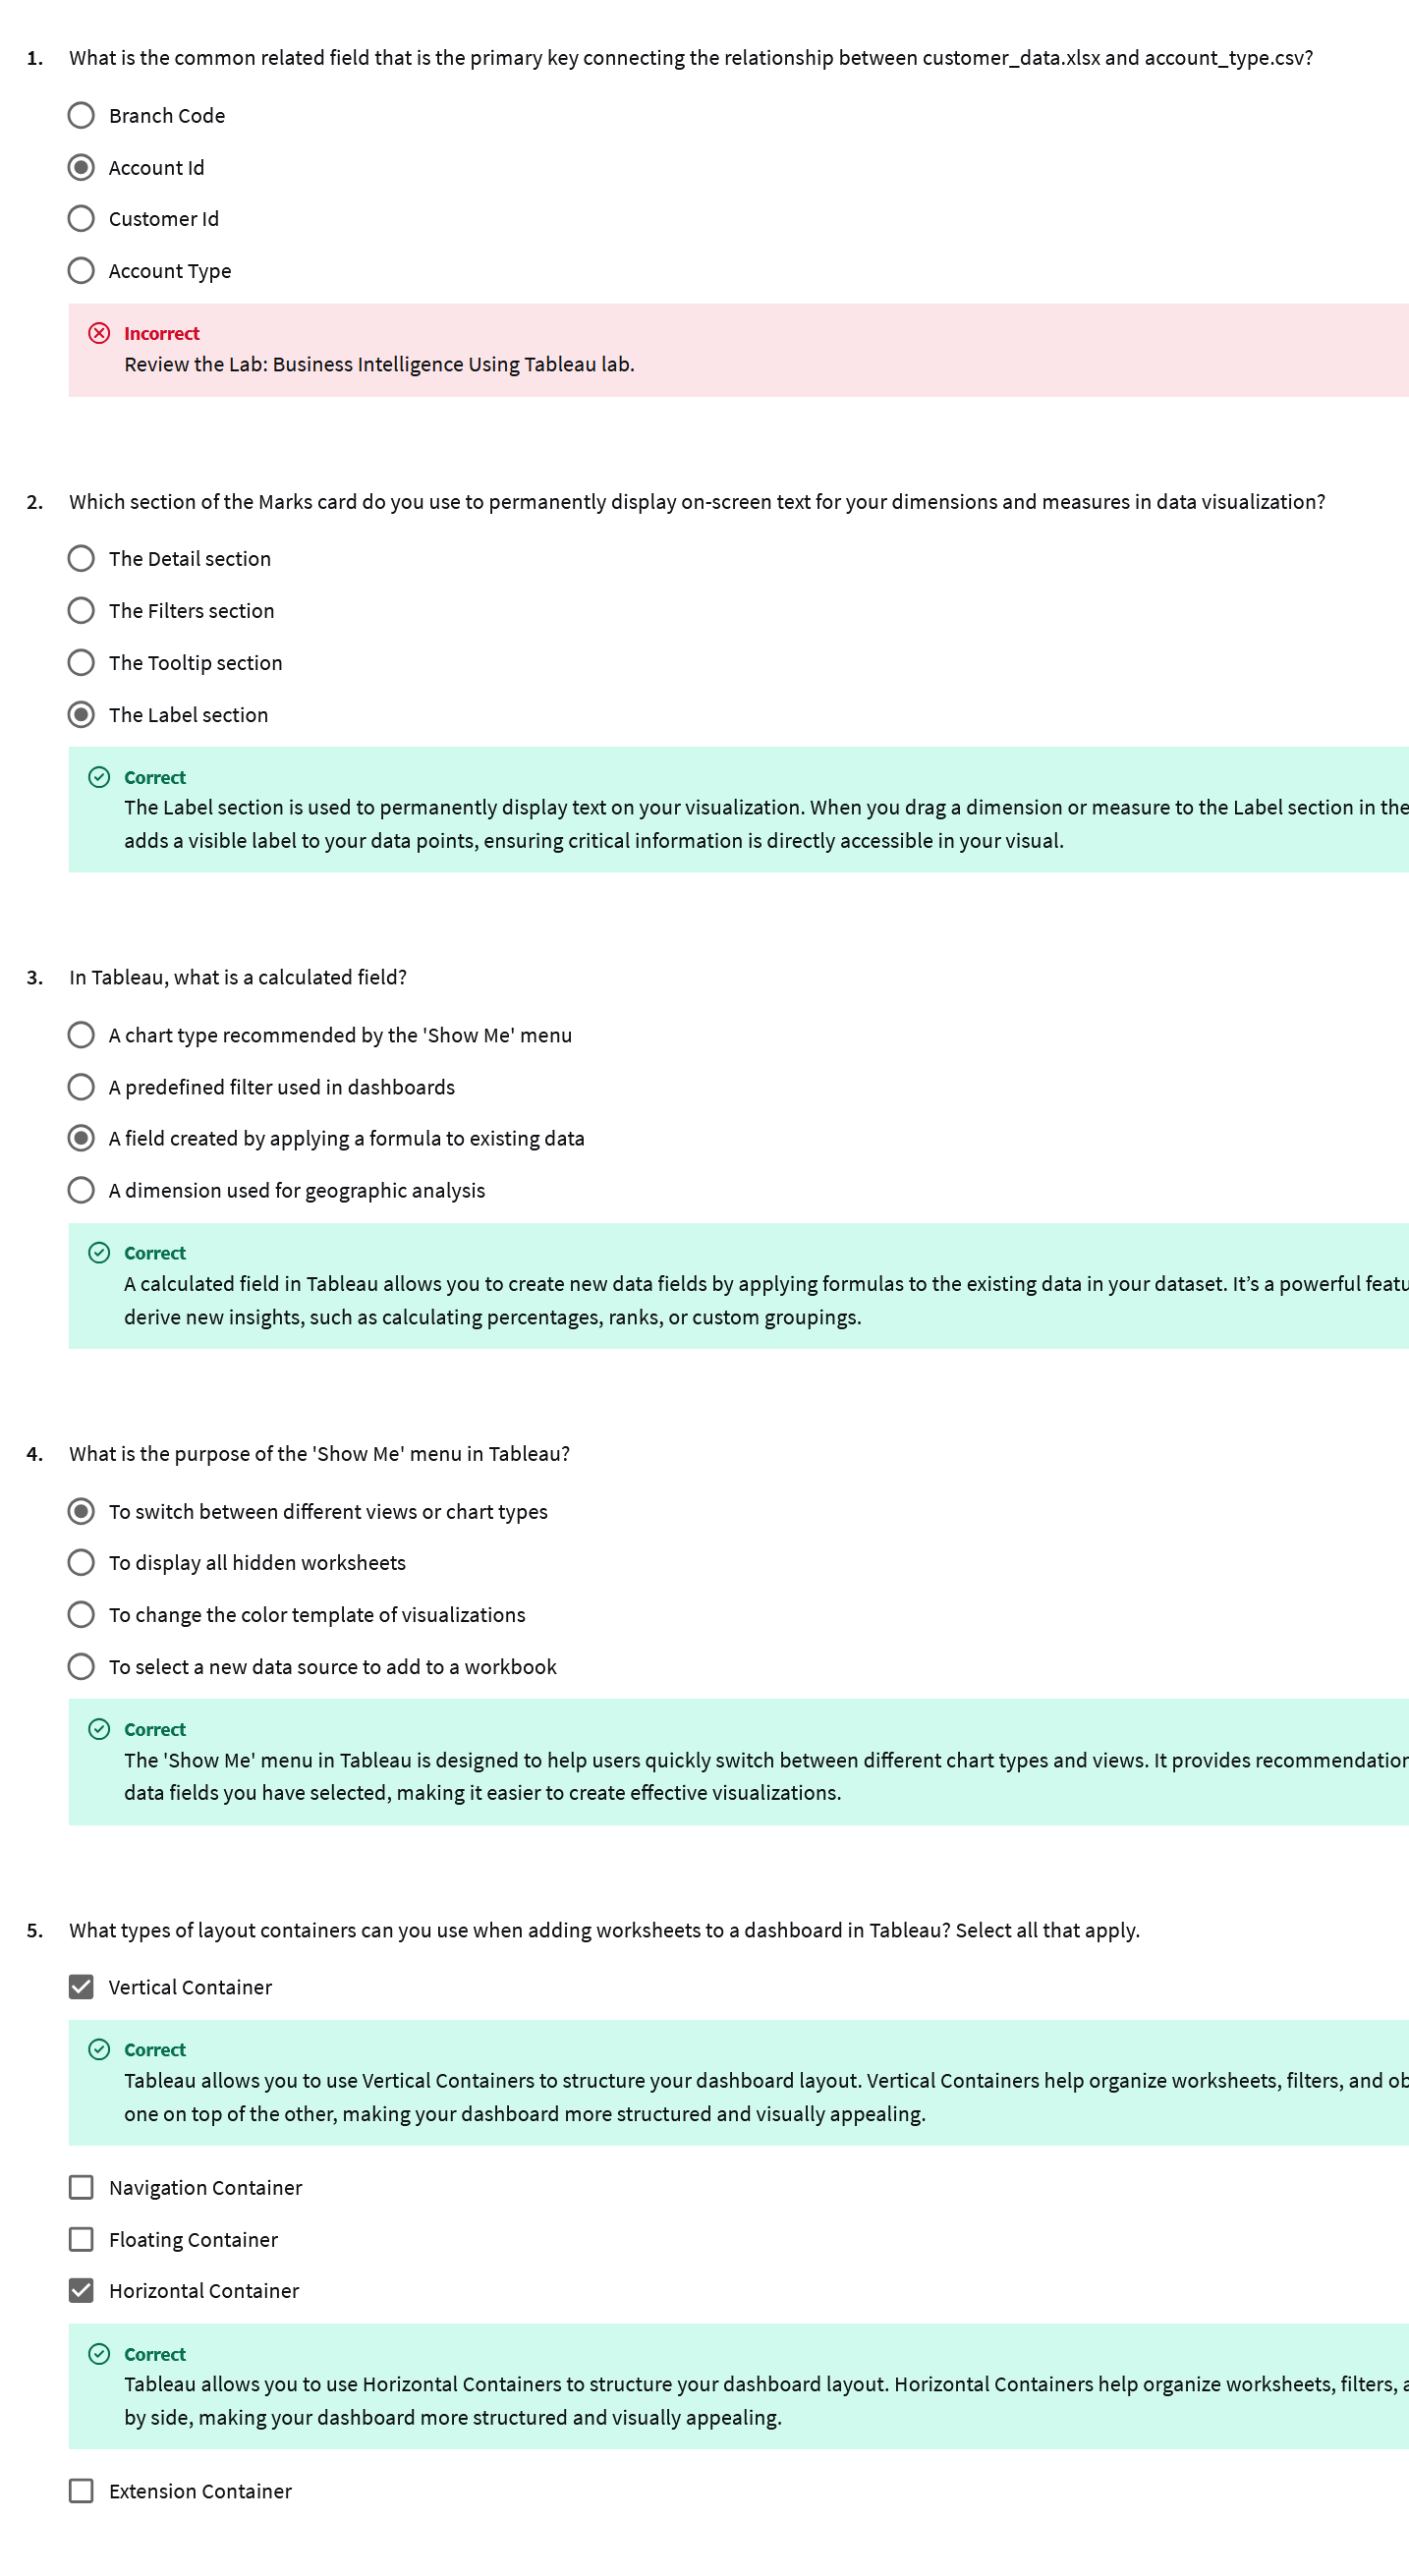 1. What is the common related field that is the primary key connecting the relationship between customer_data.xlsx and account_type.csv?
Branch Code
Account Id
Customer Id
Account Type
Incorrect
Review the Lab: Business Intelligence Using Tableau lab.
2. Which section of the Marks card do you use to permanently display on-screen text for your dimensions and measures in data visualization?
The Detail section
The Filters section
The Tooltip section
The Label section
Correct
The Label section is used to permanently display text on your visualization. When you drag a dimension or measure to the Label section in the
adds a visible label to your data points, ensuring critical information is directly accessible in your visual.
3. In Tableau, what is a calculated field?
A chart type recommended by the 'Show Me' menu
A predefined filter used in dashboards
A field created by applying a formula to existing data
A dimension used for geographic analysis
Correct
A calculated field in Tableau allows you to create new data fields by applying formulas to the existing data in your dataset. It’s a powerful featu
derive new insights, such as calculating percentages, ranks, or custom groupings.
4. What is the purpose of the 'Show Me' menu in Tableau?
To switch between different views or chart types
To display all hidden worksheets
To change the color template of visualizations
To select a new data source to add to a workbook
Correct
The 'Show Me' menu in Tableau is designed to help users quickly switch between different chart types and views. It provides recommendation
data fields you have selected, making it easier to create effective visualizations.
5. What types of layout containers can you use when adding worksheets to a dashboard in Tableau? Select all that apply.
Vertical Container
Correct
Tableau allows you to use Vertical Containers to structure your dashboard layout. Vertical Containers help organize worksheets, filters, and ob
one on top of the other, making your dashboard more structured and visually appealing.
Navigation Container
Floating Container
Horizontal Container
Correct
Tableau allows you to use Horizontal Containers to structure your dashboard layout. Horizontal Containers help organize worksheets, filters, a
by side, making your dashboard more structured and visually appealing.
Extension Container